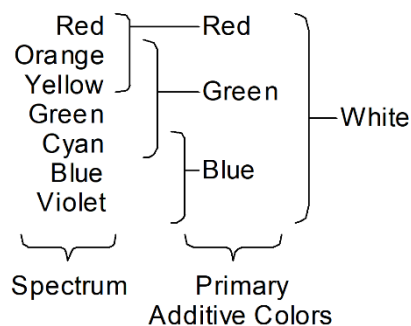 Red
Orange
Yellow
Green
Cyan
Blue
Violet
Red
Green
Blue
White
Spectrum
Primary
Additive Colors